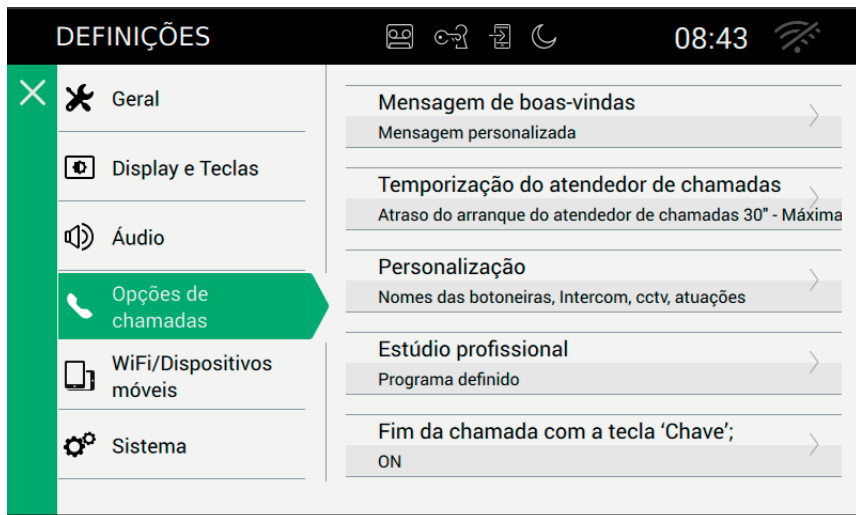 DEFINIÇÕES
08:43
Geral
Display e Teclas
Áudio
Opções de
chamadas
WiFi/Dispositivos
móveis
Sistema
Mensagem de boas-vindas
Mensagem personalizada
Temporização do atendedor de chamadas
Atraso do arranque do atendedor de chamadas 30" - Máxima
Personalização
Nomes das botoneiras, Intercom, cctv, atuações
Estúdio profissional
Programa definido
Fim da chamada com a tecla ‘Chave’;
ON